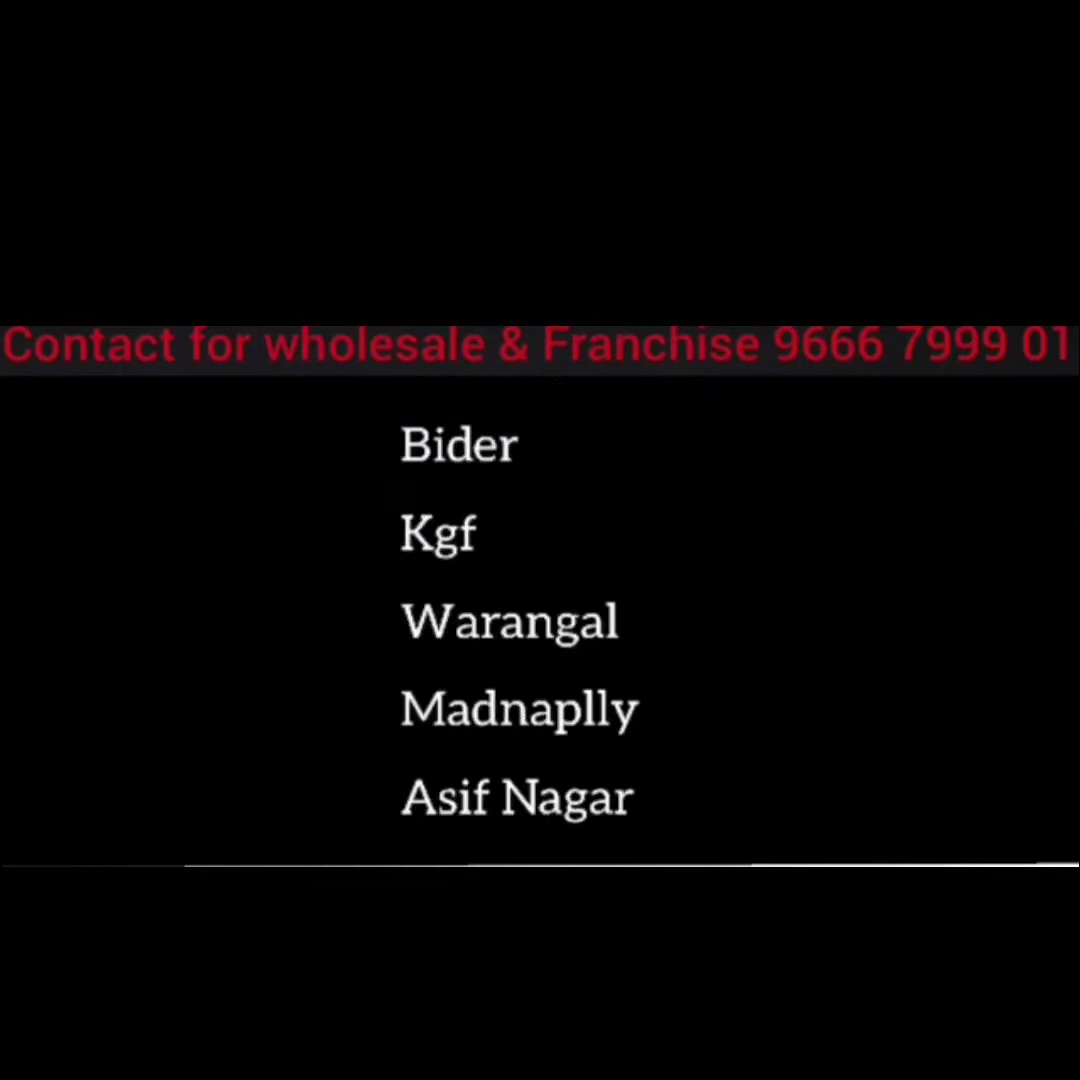 Contact for wholesale & Franchise 9666 7999 01
Bider
Kgf
Warangal
Madnaplly
Asif Nagar